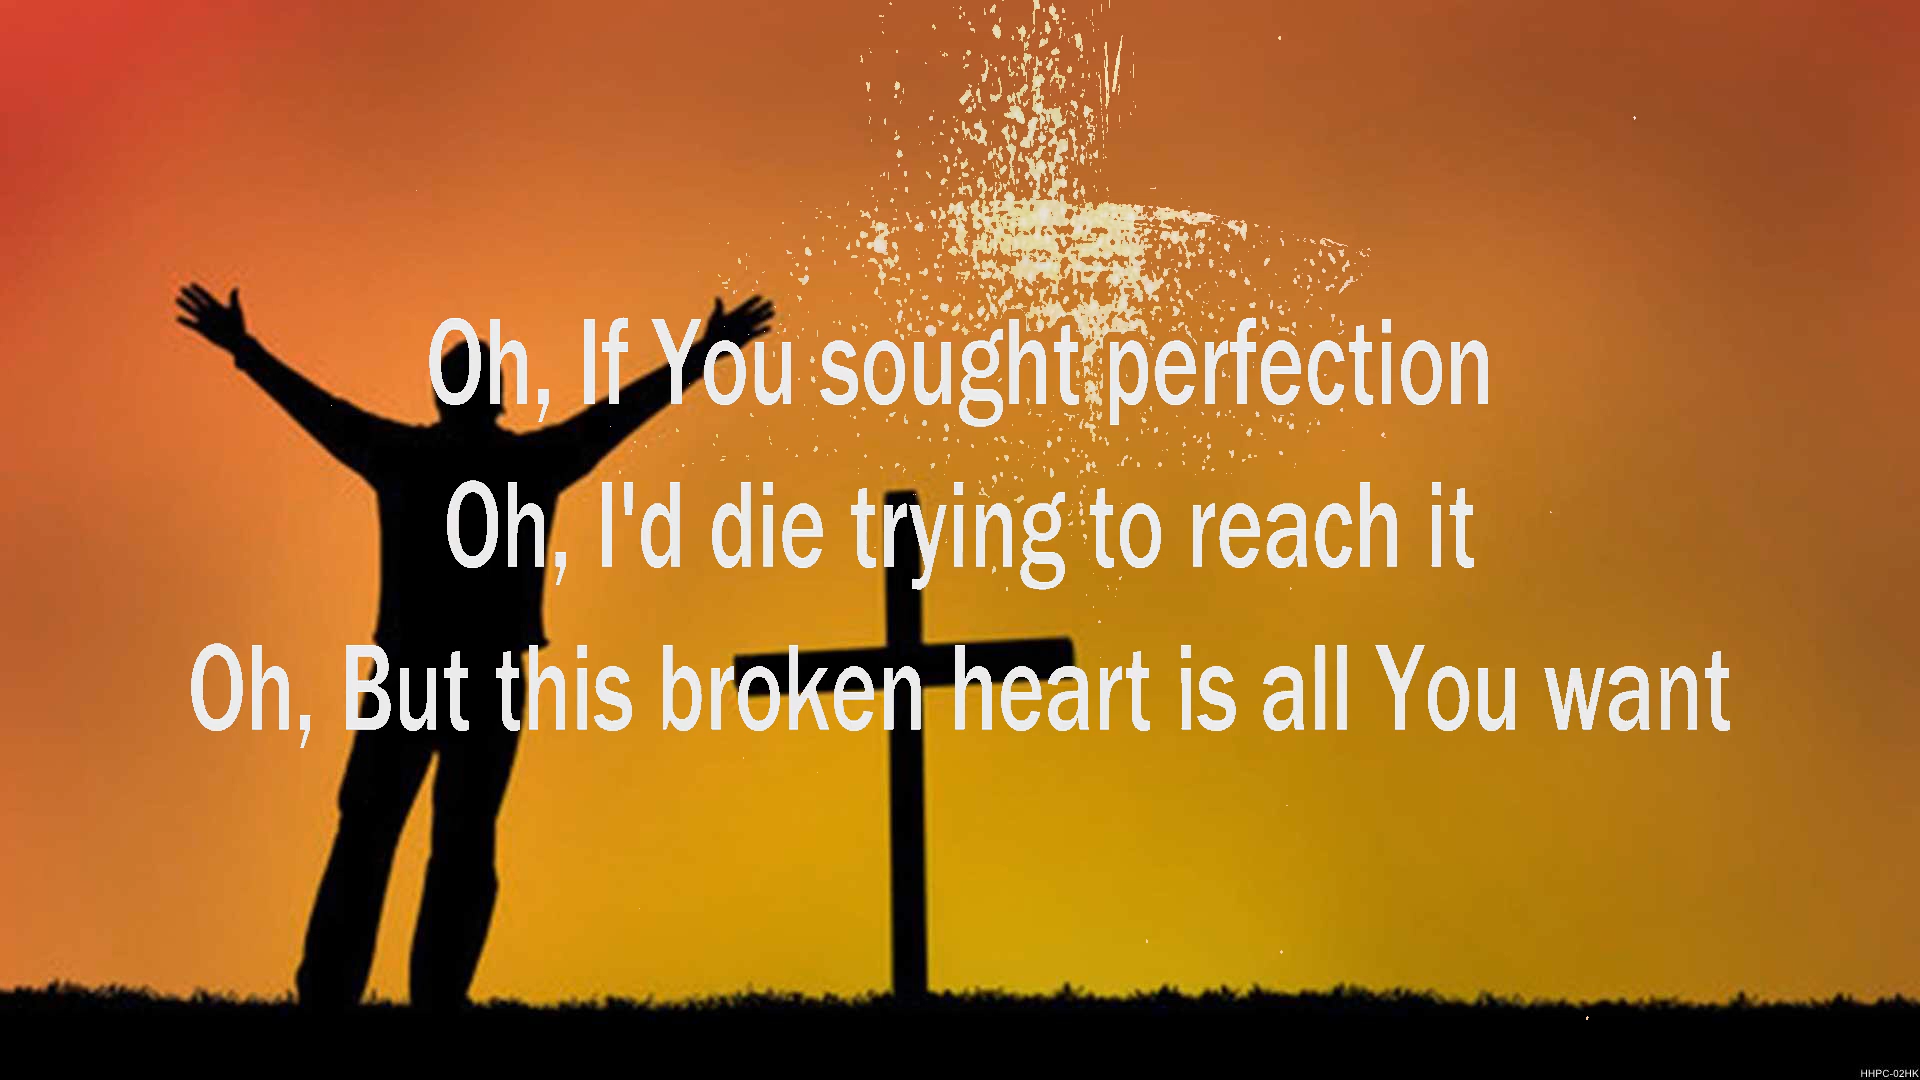 Oh, If You sought perfection
Oh, I'd die trying to reach it
Oh, But this broken heart is all You want
HHPC-02HK